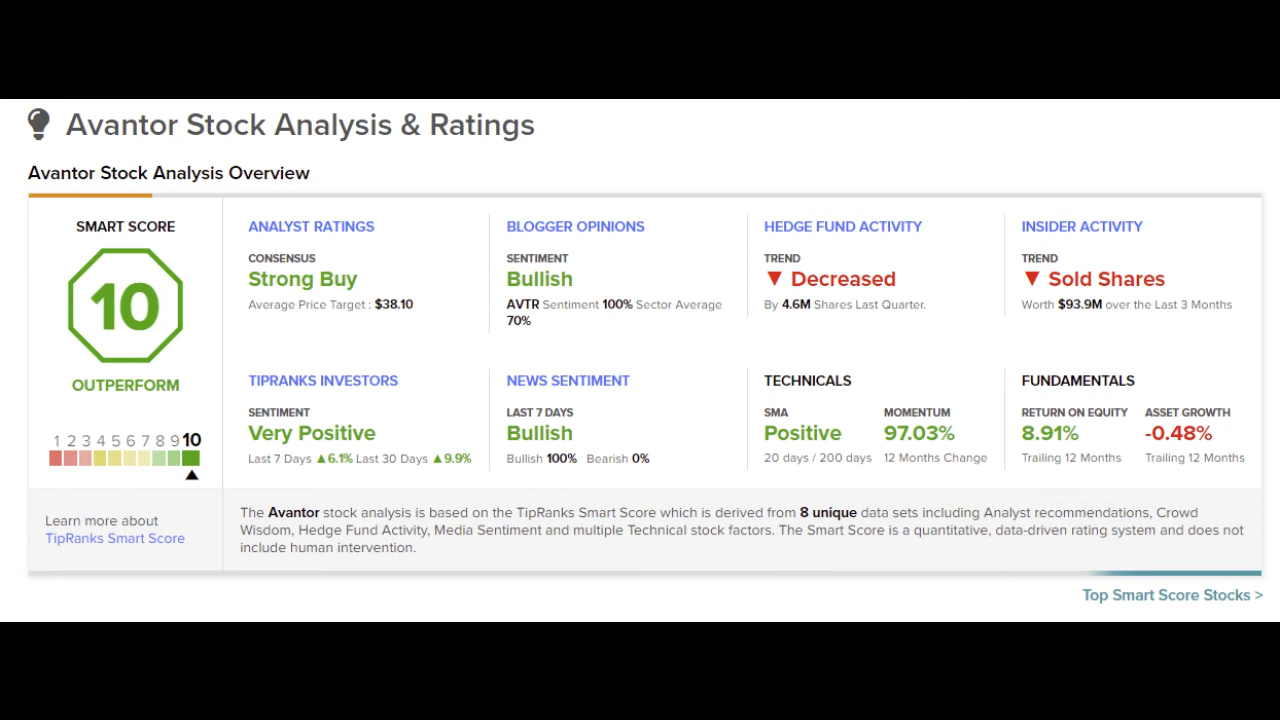 Avantor Stock Analysis & Ratings
Avantor Stock Analysis Overview
SMART SCORE
10
OUTPERFORM
1 2 3 4 5 6 7 8 9 10
Learn more about
TipRanks Smart Score
ANALYST RATINGS
CONSENSUS
Strong Buy
Average Price Target : $38.10
BLOGGER OPINIONS
SENTIMENT
Bullish
AVTR Sentiment 100% Sector Average
70%
HEDGE FUND ACTIVITY
TREND
▼ Decreased
By 4.6M Shares Last Quarter.
INSIDER ACTIVITY
TREND
▼ Sold Shares
Worth $93.9M over the Last 3 Months
TIPRANKS INVESTORS
SENTIMENT
Very Positive
Last 7 Days ▲6.1% Last 30 Days ▲9.9%
NEWS SENTIMENT
LAST 7 DAYS
Bullish
Bullish 100% Bearish 0%
TECHNICALS
SMA
Positive
20 days / 200 days
MOMENTUM
97.03%
12 Months Change
FUNDAMENTALS
RETURN ON EQUITY
8.91%
Trailing 12 Months
ASSET GROWTH
-0.48%
Trailing 12 Months
The Avantor stock analysis is based on the TipRanks Smart Score which is derived from 8 unique data sets including Analyst recommendations, Crowd
Wisdom, Hedge Fund Activity, Media Sentiment and multiple Technical stock factors. The Smart Score is a quantitative, data-driven rating system and does not
include human intervention.
Top Smart Score Stocks >